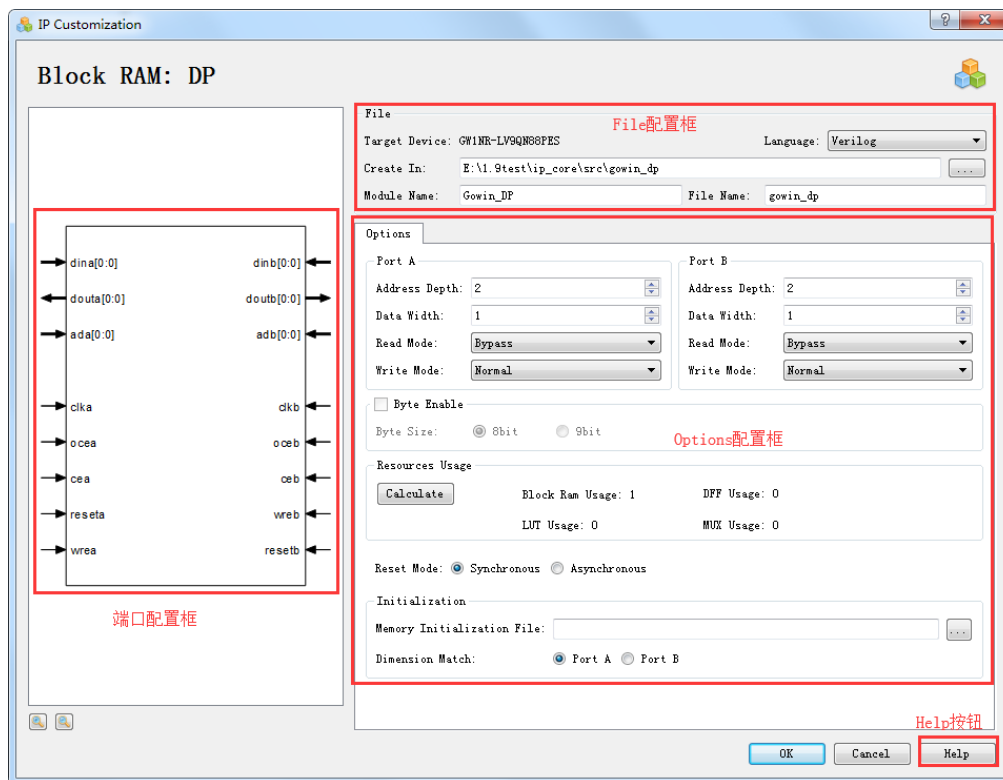 IP Customization
Block RAM: DP
File
File配置框
Target Device: GW1NR-LV9QN88PES
Language: Verilog
Create In: E:\1.9test\ip_core\src\gowin_dp ...
Module Name: Gowin_DP
File Name: gowin_dp
Options
Port A
Port B
Address Depth: 2
Address Depth: 2
Data Width: 1
Data Width: 1
Read Mode: Bypass
Read Mode: Bypass
Write Mode: Normal
Write Mode: Normal
Byte Enable
Byte Size: 8bit 9bit
Options配置框
Resources Usage
Calculate
Block Ram Usage: 1
DFF Usage: 0
LUT Usage: 0
MUX Usage: 0
Reset Mode: Synchronous Asynchronous
Initialization
Memory Initialization File: ...
Dimension Match: Port A Port B
dina[0:0] dinb[0:0]
douta[0:0] doutb[0:0]
ada[0:0] adb[0:0]
clka clkb
ocea oceb
cea ceb
reseta wreb
wrea resetb
端口配置框
Help按钮
OK Cancel Help